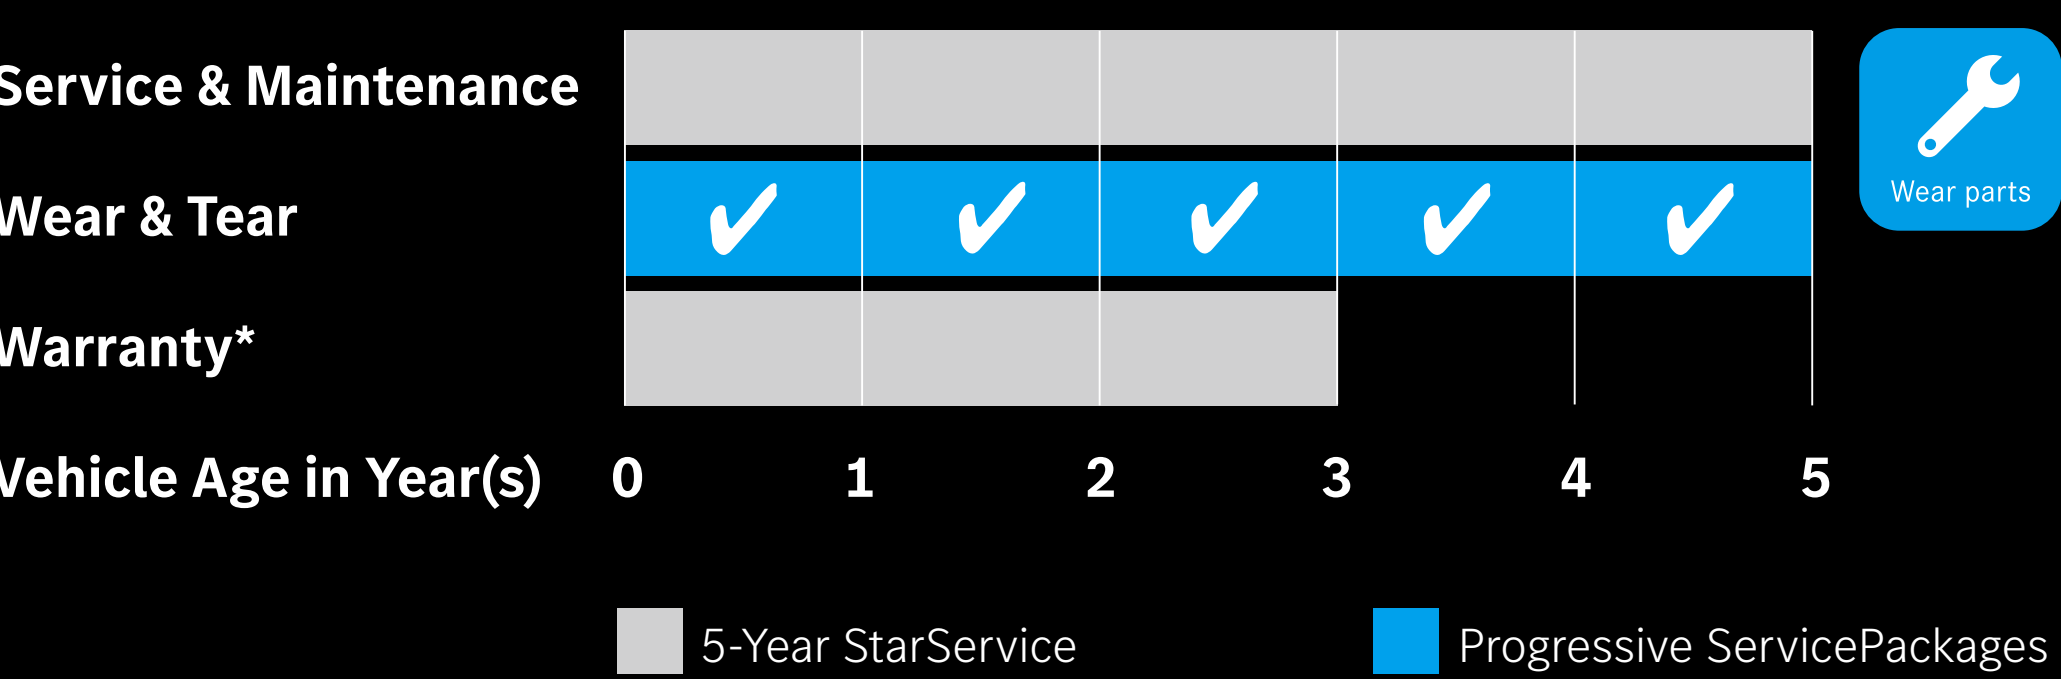 Service & Maintenance
Wear parts
Wear & Tear
✔ ✔ ✔ ✔ ✔
Warranty*
Vehicle Age in Year(s) 0 1 2 3 4 5
5-Year StarService
Progressive ServicePackages